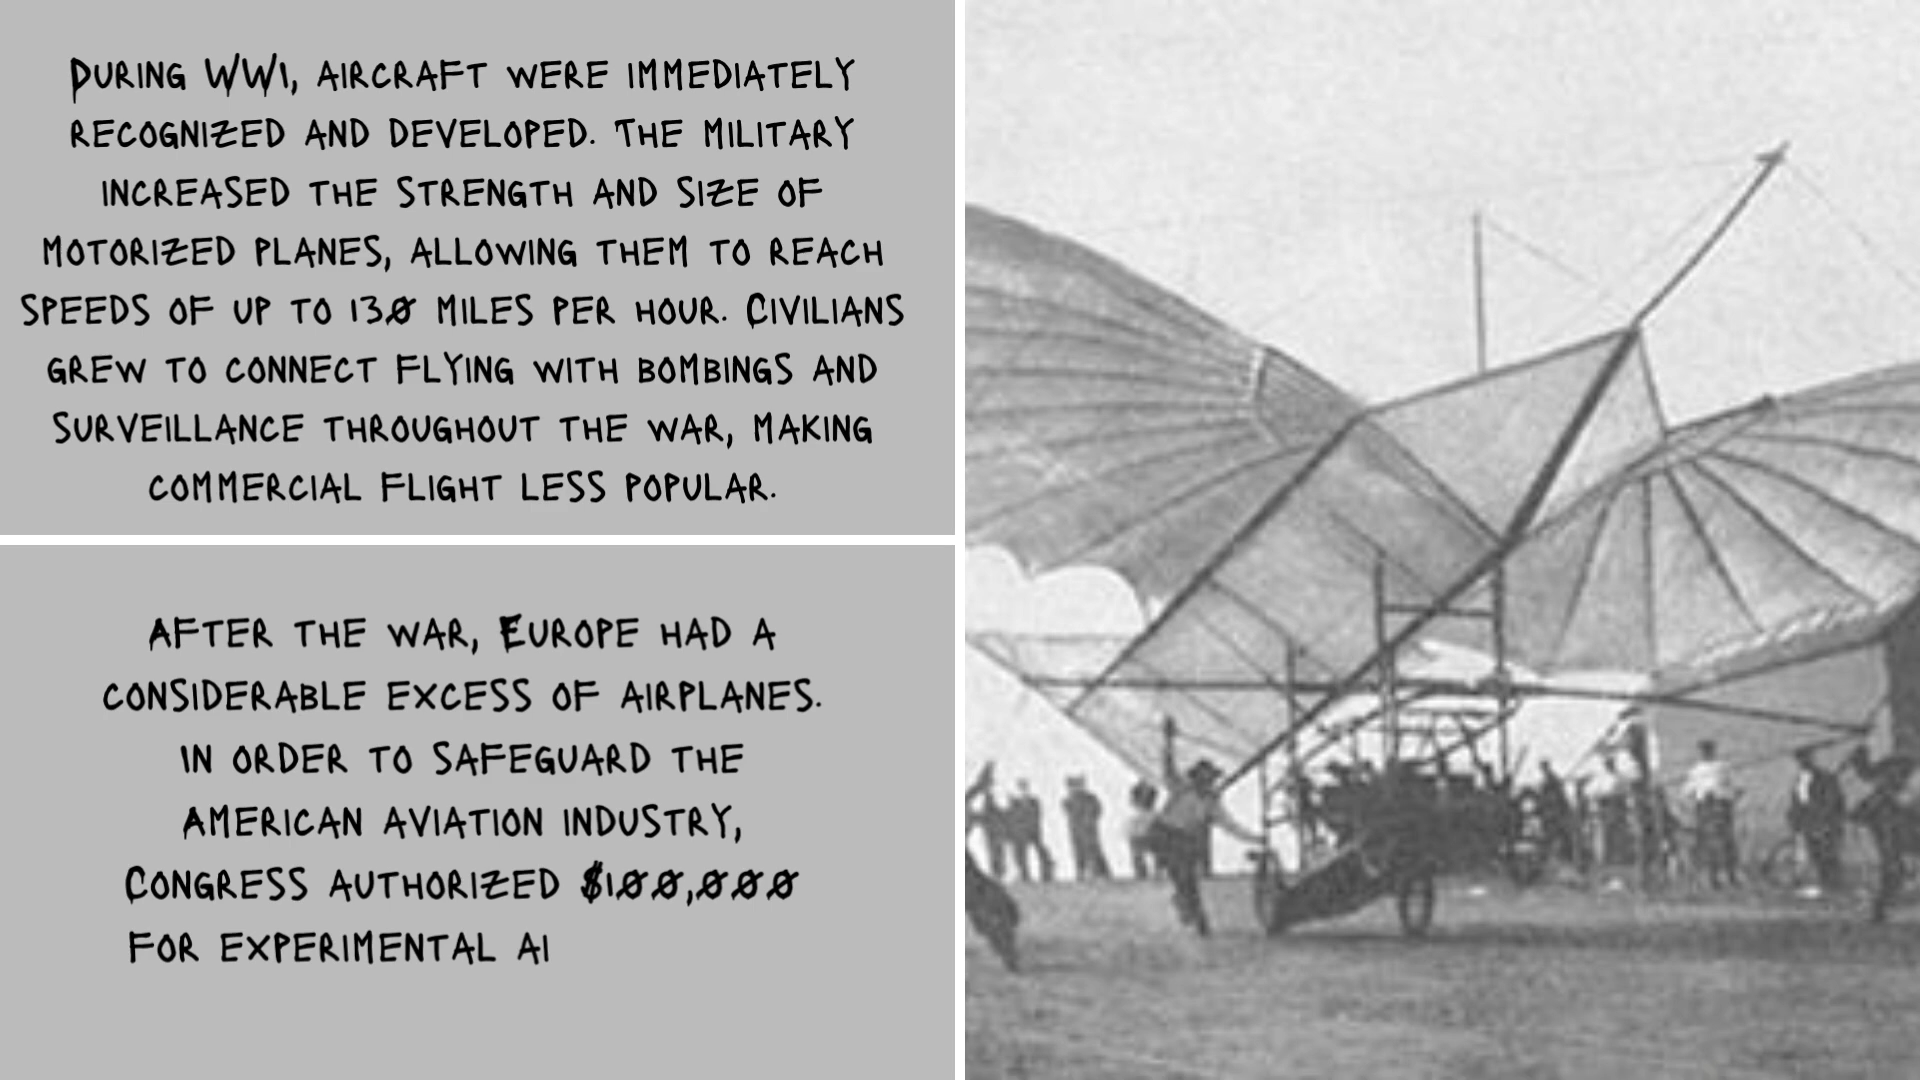 During WW1, aircraft were immediately
recognized and developed. The military
increased the strength and size of
motorized planes, allowing them to reach
speeds of up to 130 miles per hour. Civilians
grew to connect flying with bombings and
surveillance throughout the war, making
commercial flight less popular.
After the war, Europe had a
considerable excess of airplanes.
In order to safeguard the
American aviation industry,
Congress authorized $100,000
for experimental ai